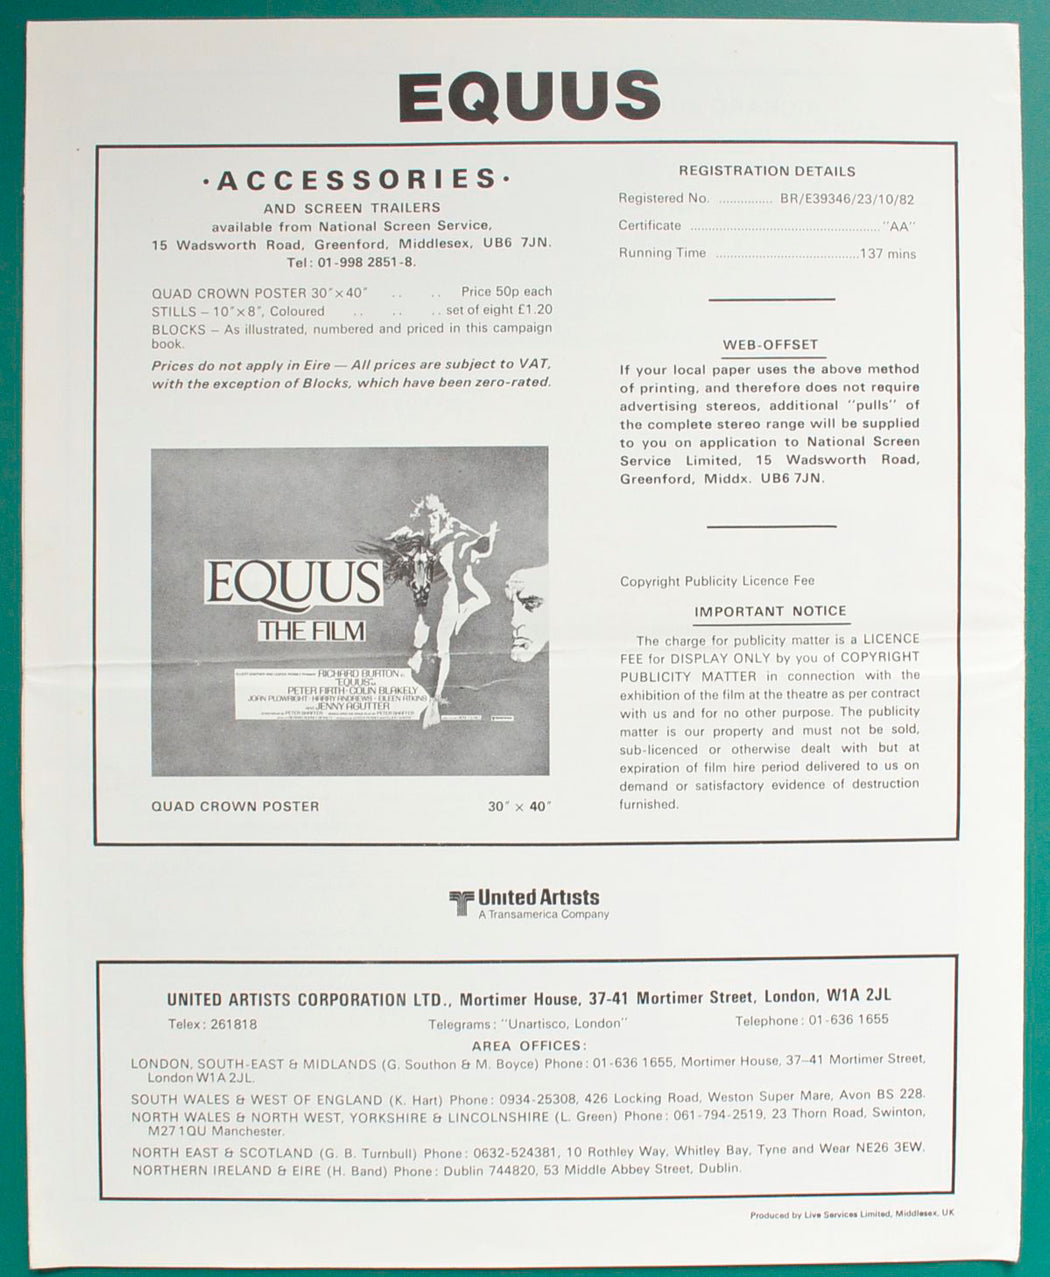 EQUUS
·ACCESSORIES·
AND SCREEN TRAILERS
available from National Screen Service,
15 Wadsworth Road, Greenford, Middlesex, UB6 7JN.
Tel: 01-998 2851-8.
QUAD CROWN POSTER 30″×40″ .. .. Price 50p each
STILLS – 10″×8″, Coloured .. .. .. set of eight £1.20
BLOCKS – As illustrated, numbered and priced in this campaign
book.
Prices do not apply in Eire — All prices are subject to VAT,
with the exception of Blocks, which have been zero-rated.
EQUUS
THE FILM
RICHARD BURTON in
"EQUUS"
PETER FIRTH · COLIN BLAKELY
JOAN PLOWRIGHT · HARRY ANDREWS · EILEEN ATKINS
and JENNY AGUTTER
QUAD CROWN POSTER 30″ × 40″
REGISTRATION DETAILS
Registered No. ............... BR/E39346/23/10/82
Certificate ..................................................... ″AA″
Running Time ........................................137 mins
WEB-OFFSET
If your local paper uses the above method
of printing, and therefore does not require
advertising stereos, additional ″pulls″ of
the complete stereo range will be supplied
to you on application to National Screen
Service Limited, 15 Wadsworth Road,
Greenford, Middx. UB6 7JN.
Copyright Publicity Licence Fee
IMPORTANT NOTICE
The charge for publicity matter is a LICENCE
FEE for DISPLAY ONLY by you of COPYRIGHT
PUBLICITY MATTER in connection with the
exhibition of the film at the theatre as per contract
with us and for no other purpose. The publicity
matter is our property and must not be sold,
sub-licenced or otherwise dealt with but at
expiration of film hire period delivered to us on
demand or satisfactory evidence of destruction
furnished.
United Artists
A Transamerica Company
UNITED ARTISTS CORPORATION LTD., Mortimer House, 37-41 Mortimer Street, London, W1A 2JL
Telex: 261818 Telegrams: ″Unartisco, London″ Telephone: 01-636 1655
AREA OFFICES:
LONDON, SOUTH-EAST & MIDLANDS (G. Southon & M. Boyce) Phone: 01-636 1655, Mortimer House, 37–41 Mortimer Street,
London W1A 2JL.
SOUTH WALES & WEST OF ENGLAND (K. Hart) Phone: 0934-25308, 426 Locking Road, Weston Super Mare, Avon BS 228.
NORTH WALES & NORTH WEST, YORKSHIRE & LINCOLNSHIRE (L. Green) Phone: 061-794-2519, 23 Thorn Road, Swinton,
M27 1QU Manchester.
NORTH EAST & SCOTLAND (G. B. Turnbull) Phone: 0632-524381, 10 Rothley Way, Whitley Bay, Tyne and Wear NE26 3EW.
NORTHERN IRELAND & EIRE (H. Band) Phone: Dublin 744820, 53 Middle Abbey Street, Dublin.
Produced by Live Services Limited, Middlesex, UK